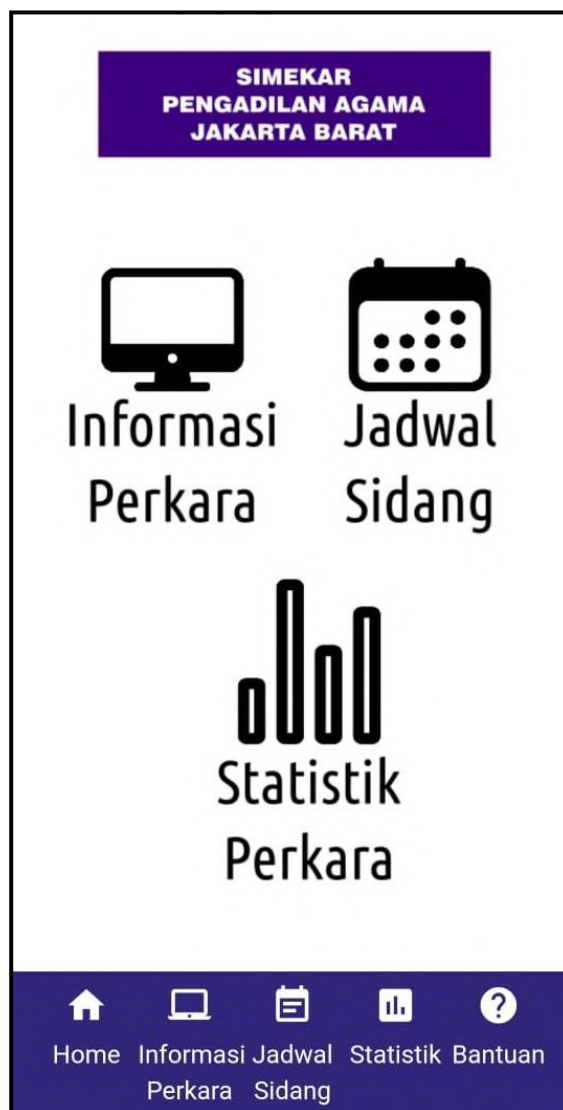 SIMEKAR
PENGADILAN AGAMA
JAKARTA BARAT
Informasi
Perkara
Jadwal
Sidang
Statistik
Perkara
Home
Informasi
Perkara
Jadwal
Sidang
Statistik
Bantuan